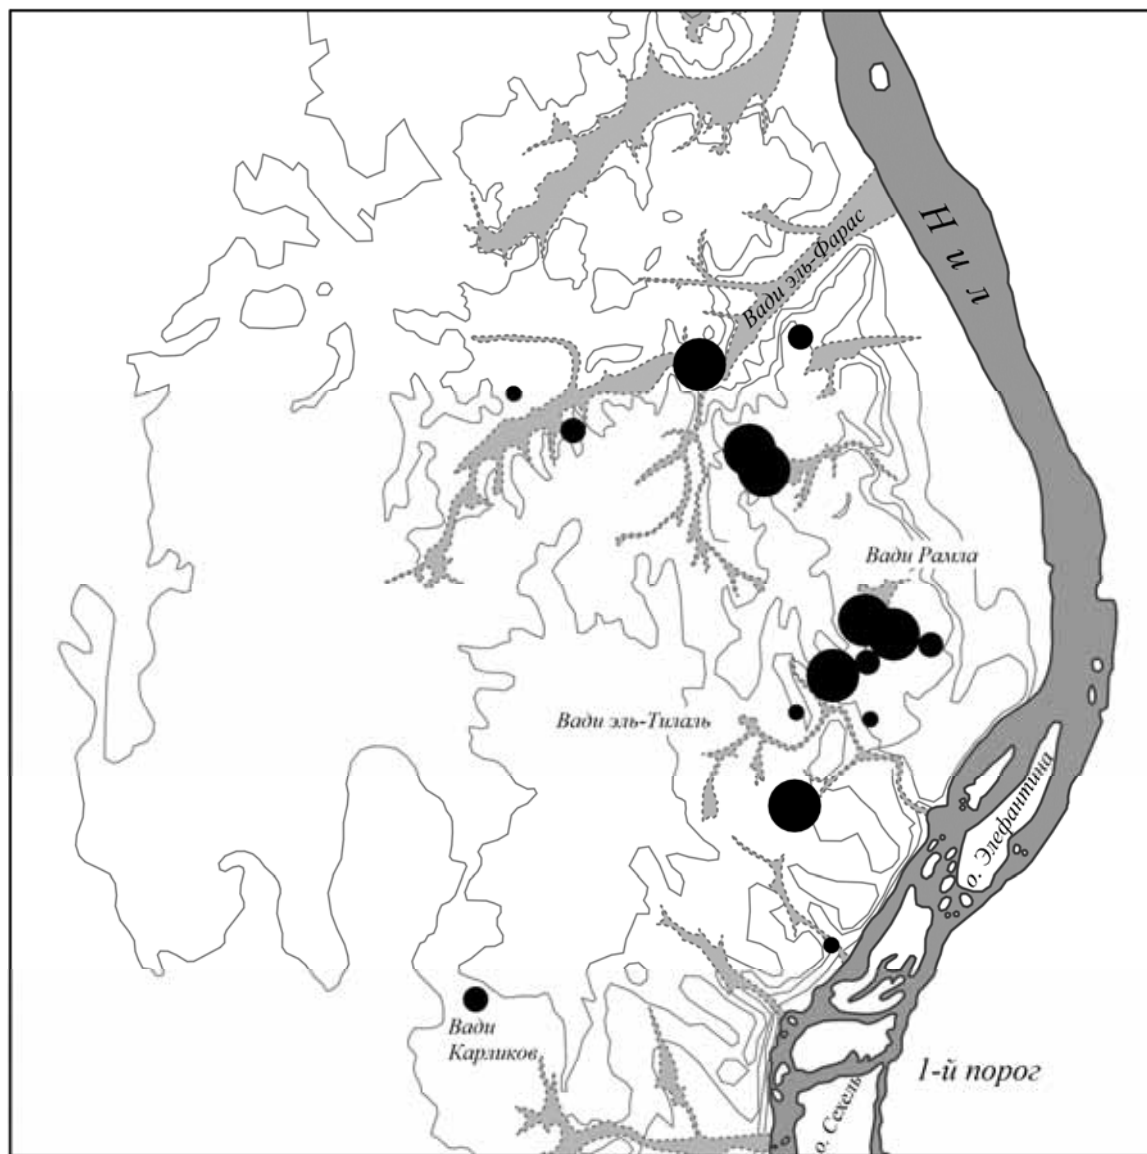 Нил
Вади эль-Фарас
Вади Рамла
Вади эль-Тилаль
о. Элефантина
Вади
Карликов
1-й порог
о. Сехель